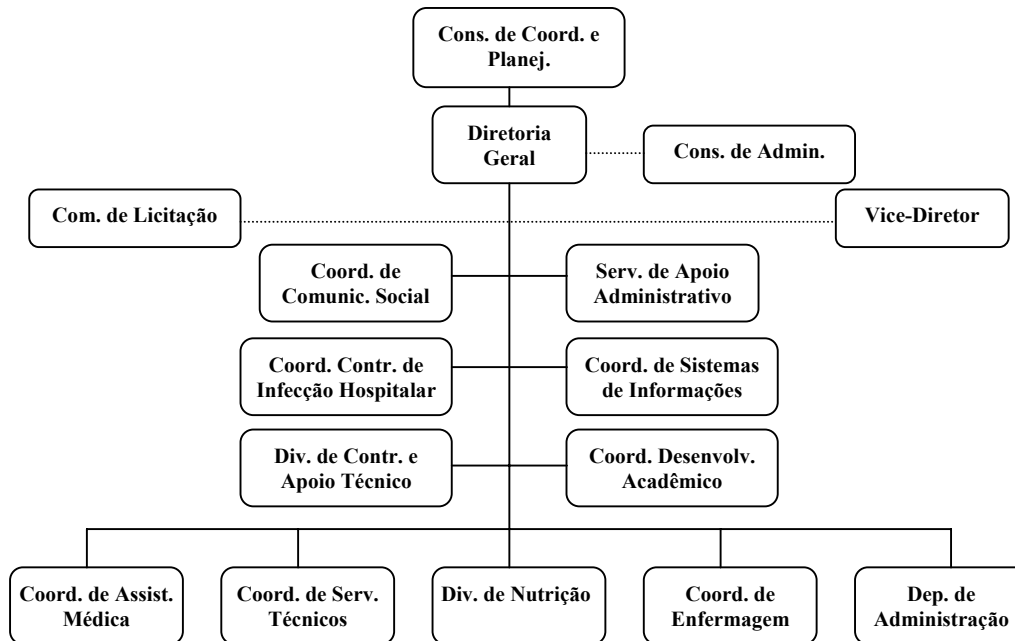 Cons. de Coord. e
Planej.
Diretoria
Geral
Cons. de Admin.
Com. de Licitação
Vice-Diretor
Coord. de
Comunic. Social
Serv. de Apoio
Administrativo
Coord. Contr. de
Infecção Hospitalar
Coord. de Sistemas
de Informações
Div. de Contr. e
Apoio Técnico
Coord. Desenvolv.
Acadêmico
Coord. de Assist.
Médica
Coord. de Serv.
Técnicos
Div. de Nutrição
Coord. de
Enfermagem
Dep. de
Administração